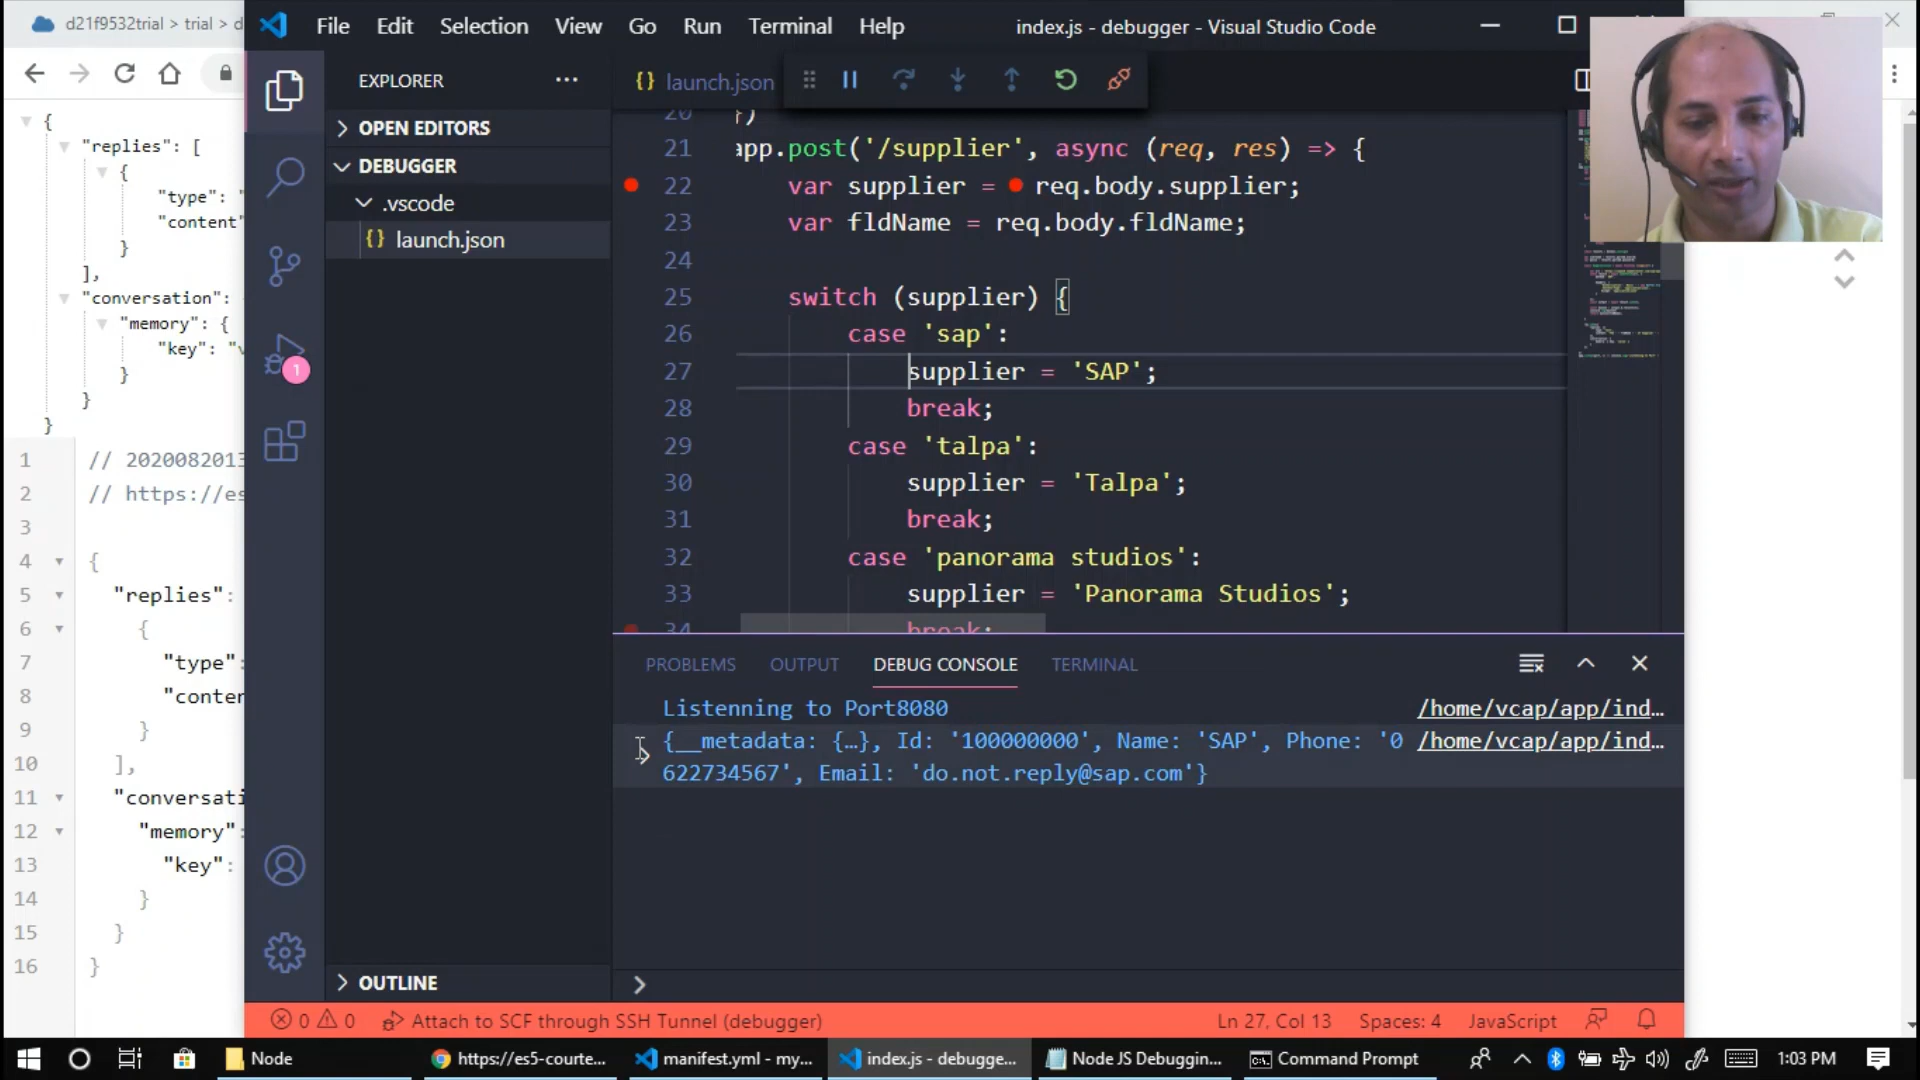 d21f9532trial > trial > d
{
"replies": [
{
"type": "
"content"
}
],
"conversation":
"memory": {
"key": "v
}
}
}
1 // 2020082013
2 // https://es
3
4 {
5 "replies":
6 {
7 "type":
8 "conten
9 }
10 ],
11 "conversati
12 "memory":
13 "key":
14 }
15 }
16 }
File Edit Selection View Go Run Terminal Help
index.js - debugger - Visual Studio Code
EXPLORER ...
OPEN EDITORS
DEBUGGER
.vscode
{} launch.json
1
OUTLINE
{} launch.json
20 })
21 app.post('/supplier', async (req, res) => {
22 var supplier = req.body.supplier;
23 var fldName = req.body.fldName;
24
25 switch (supplier) {
26 case 'sap':
27 supplier = 'SAP';
28 break;
29 case 'talpa':
30 supplier = 'Talpa';
31 break;
32 case 'panorama studios':
33 supplier = 'Panorama Studios';
34 break;
PROBLEMS OUTPUT DEBUG CONSOLE TERMINAL
Listenning to Port8080 /home/vcap/app/ind…
{__metadata: {…}, Id: '100000000', Name: 'SAP', Phone: '0 /home/vcap/app/ind…
622734567', Email: 'do.not.reply@sap.com'}
0 0 Attach to SCF through SSH Tunnel (debugger) Ln 27, Col 13 Spaces: 4 JavaScript
Node https://es5-courte... manifest.yml - my... index.js - debugge... Node JS Debuggin... Command Prompt 1:03 PM